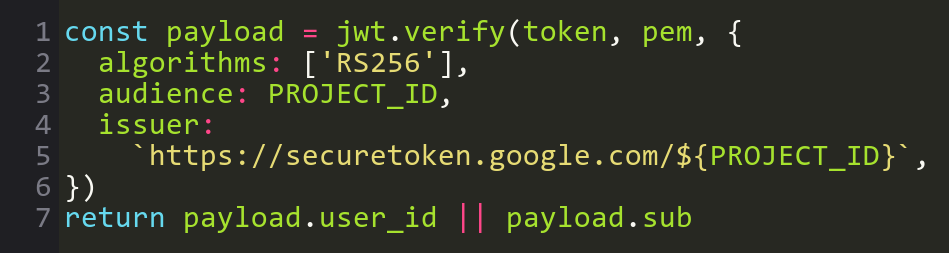 1 const payload = jwt.verify(token, pem, {
2   algorithms: ['RS256'],
3   audience: PROJECT_ID,
4   issuer:
5     `https://securetoken.google.com/${PROJECT_ID}`,
6 })
7 return payload.user_id || payload.sub